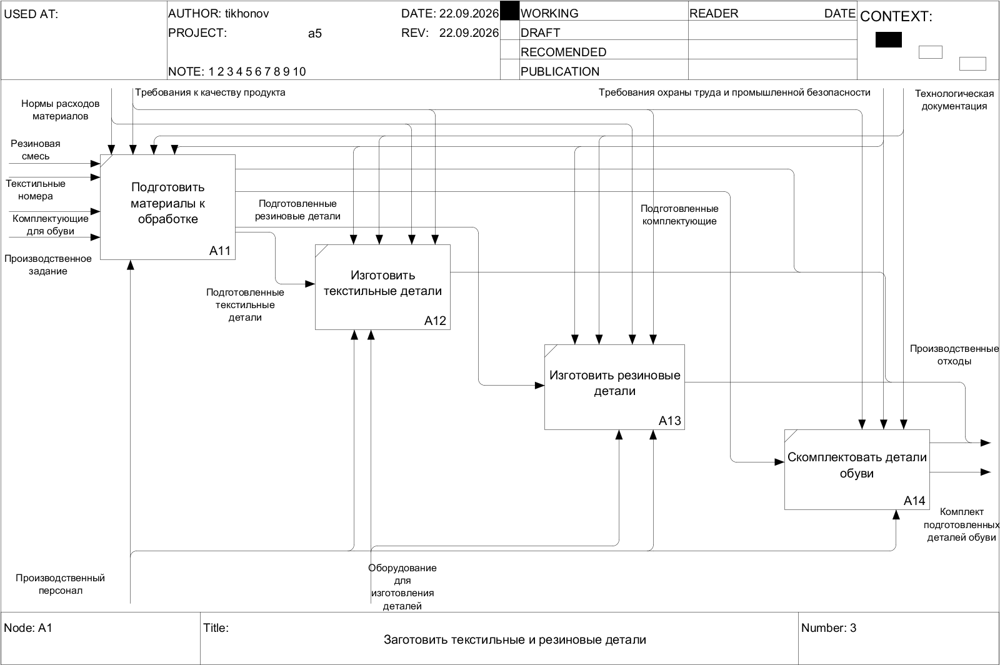 USED AT:
AUTHOR: tikhonov
DATE: 22.09.2026
WORKING
READER
DATE
CONTEXT:
PROJECT:
a5
REV: 22.09.2026
DRAFT
RECOMENDED
NOTE: 1 2 3 4 5 6 7 8 9 10
PUBLICATION
Требования к качеству продукта
Требования охраны труда и промышленной безопасности
Технологическая
документация
Нормы расходов
материалов
Резиновая
смесь
Текстильные
номера
Комплектующие
для обуви
Производственное
задание
Подготовить
материалы к
обработке
A11
Подготовленные
резиновые детали
Подготовленные
комплектующие
Подготовленные
текстильные
детали
Изготовить
текстильные детали
A12
Производственные
отходы
Изготовить резиновые
детали
A13
Скомплектовать детали
обуви
A14
Комплект
подготовленных
деталей обуви
Производственный
персонал
Оборудование
для
изготовления
деталей
Node: A1
Title:
Заготовить текстильные и резиновые детали
Number: 3